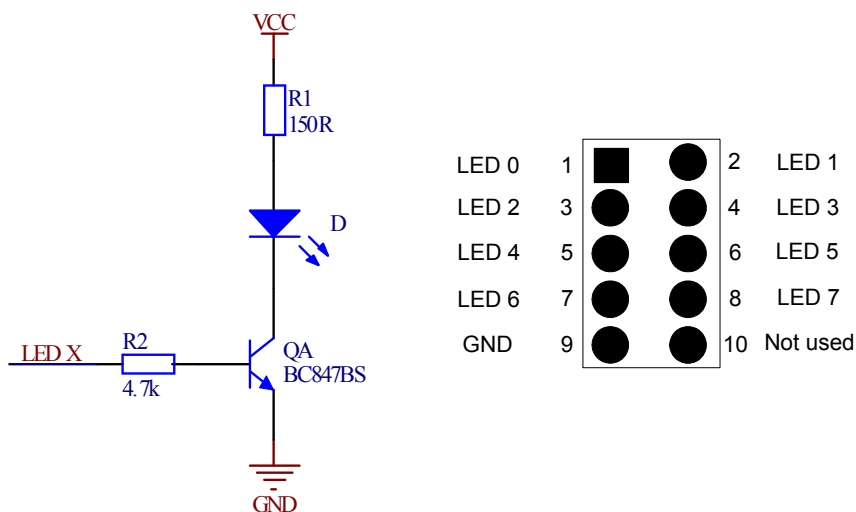 VCC
R1
150R
D
LED X
R2
4.7k
QA
BC847BS
GND
LED 0 1 2 LED 1
LED 2 3 4 LED 3
LED 4 5 6 LED 5
LED 6 7 8 LED 7
GND 9 10 Not used